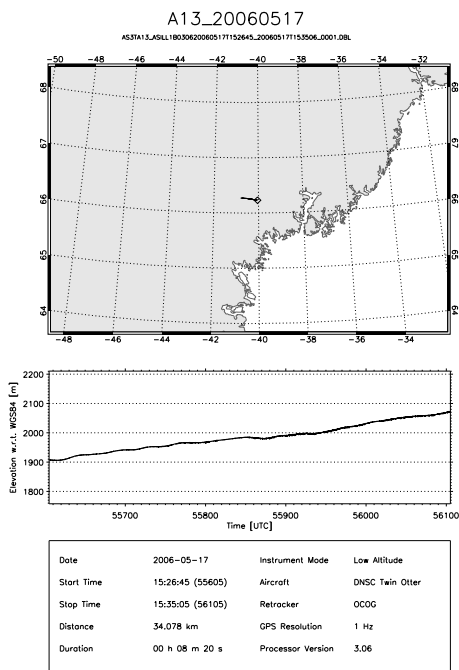 A13_20060517
AS3TA13_ASILL1B03062006​0517T152645_20060517T153506_0001.DBL
-50 -48 -46 -44 -42 -40 -38 -36 -34 -32
68 68
67 67
66 66
65 65
64 64
-48 -46 -44 -42 -40 -38 -36 -34
2200
2100
2000
1900
1800
Elevation w.r.t. WGS84 [m]
55700 55800 55900 56000 56100
Time [UTC]
Date 2006-05-17 Instrument Mode Low Altitude
Start Time 15:26:45 (55605) Aircraft DNSC Twin Otter
Stop Time 15:35:05 (56105) Retracker OCOG
Distance 34.078 km GPS Resolution 1 Hz
Duration 00 h 08 m 20 s Processor Version 3.06